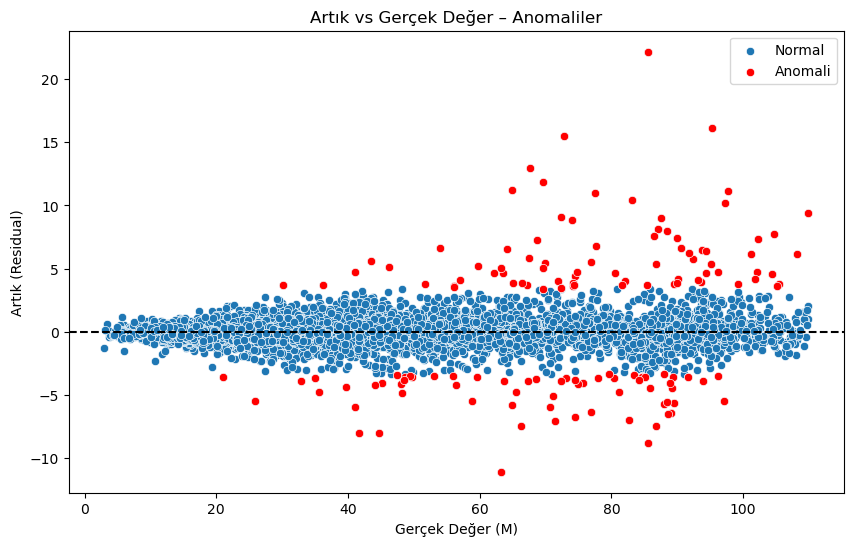 Artık vs Gerçek Değer – Anomaliler
Normal
Anomali
Artık (Residual)
20
15
10
5
0
−5
−10
0 20 40 60 80 100
Gerçek Değer (M)